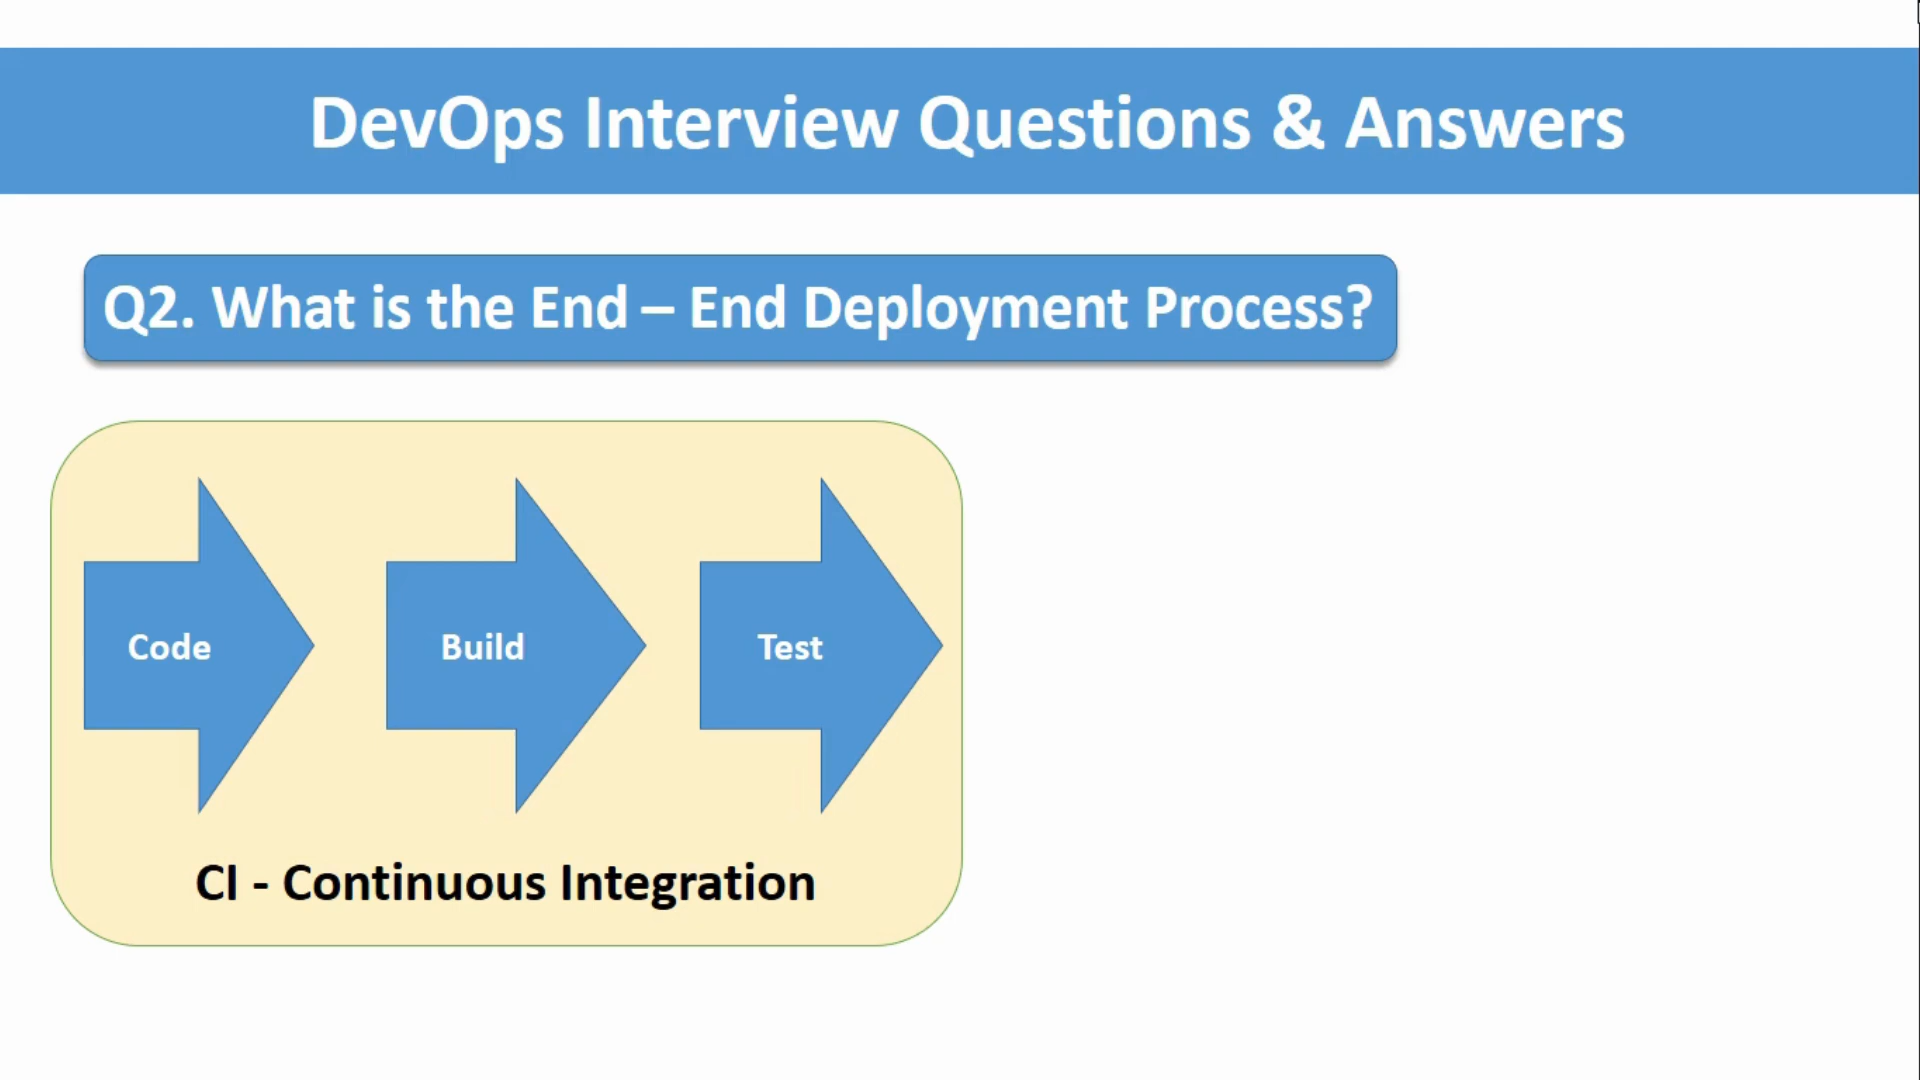 DevOps Interview Questions & Answers
Q2. What is the End – End Deployment Process?
Code
Build
Test
CI - Continuous Integration